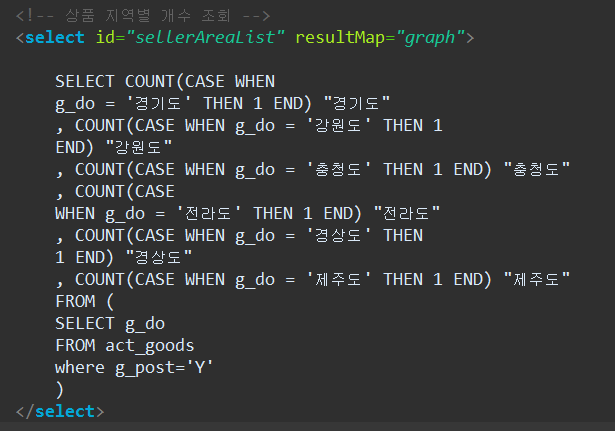 <!-- 상품 지역별 개수 조회 -->
<select id="sellerAreaList" resultMap="graph">
SELECT COUNT(CASE WHEN
g_do = '경기도' THEN 1 END) "경기도"
, COUNT(CASE WHEN g_do = '강원도' THEN 1
END) "강원도"
, COUNT(CASE WHEN g_do = '충청도' THEN 1 END) "충청도"
, COUNT(CASE
WHEN g_do = '전라도' THEN 1 END) "전라도"
, COUNT(CASE WHEN g_do = '경상도' THEN
1 END) "경상도"
, COUNT(CASE WHEN g_do = '제주도' THEN 1 END) "제주도"
FROM (
SELECT g_do
FROM act_goods
where g_post='Y'
)
</select>